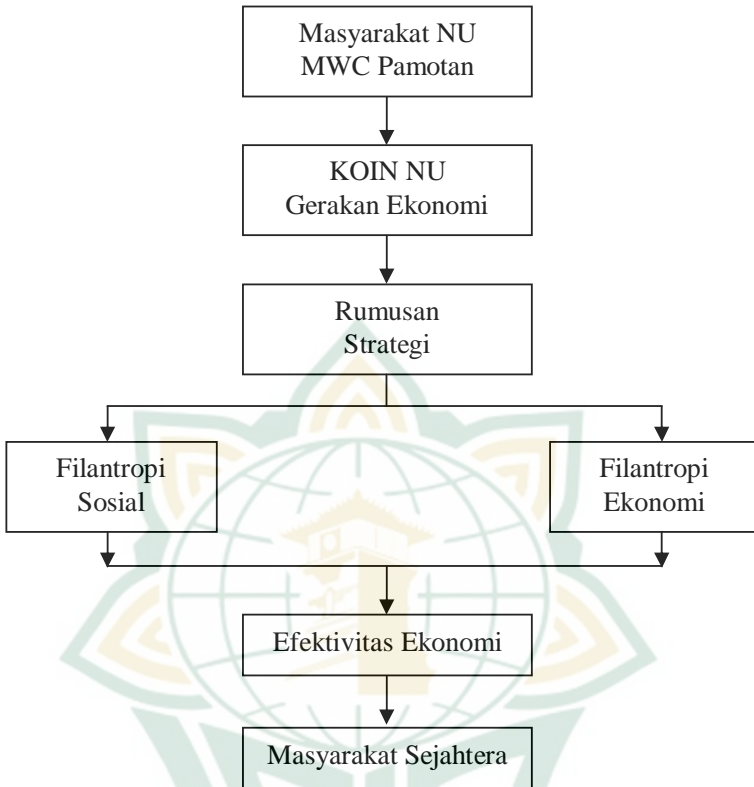 Masyarakat NU
MWC Pamotan
KOIN NU
Gerakan Ekonomi
Rumusan
Strategi
Filantropi
Sosial
Filantropi
Ekonomi
Efektivitas Ekonomi
Masyarakat Sejahtera